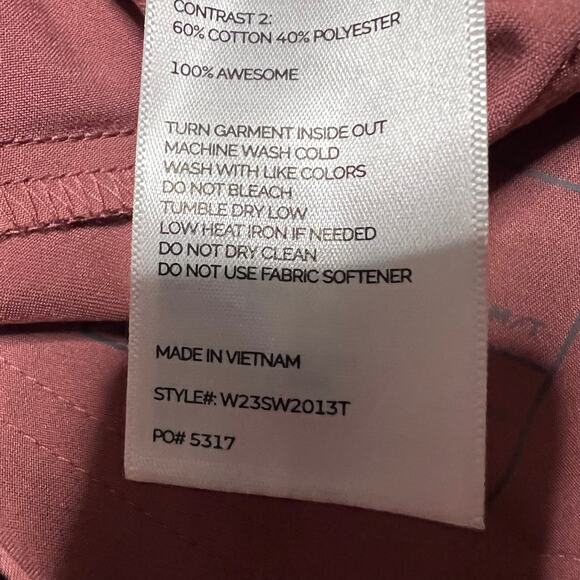 CONTRAST 2:
60% COTTON 40% POLYESTER
100% AWESOME
TURN GARMENT INSIDE OUT
MACHINE WASH COLD
WASH WITH LIKE COLORS
DO NOT BLEACH
TUMBLE DRY LOW
LOW HEAT IRON IF NEEDED
DO NOT DRY CLEAN
DO NOT USE FABRIC SOFTENER
MADE IN VIETNAM
STYLE#: W23SW2013T
PO# 5317